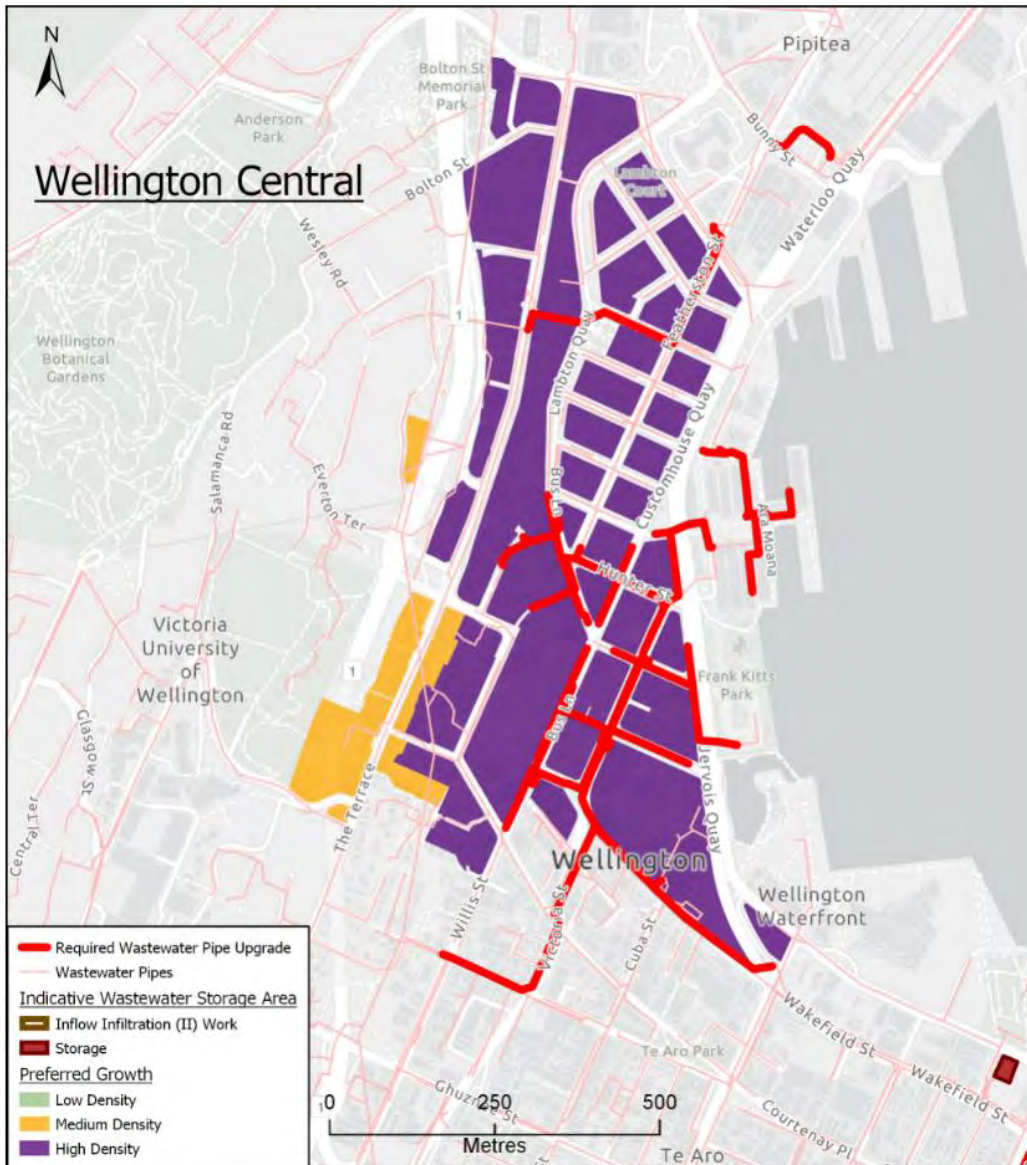 N
Pipitea
Bolton St
Memorial
Park
Anderson
Park
Bunny St
Wellington Central
Bolton St
Lambton
Court
Waterloo Quay
Wesley Rd
Featherston St
1
Wellington
Botanical
Gardens
Lambton Quay
Salamanca Rd
Customhouse Quay
Everton Ter
Bus Ln
Ara Moana
Hunter St
Victoria
University
of
Wellington
1
Frank Kitts
Park
Glasgow St
Bus Ln
Jervois Quay
Central Ter
The Terrace
Wellington
Wellington
Waterfront
Willis St
Victoria St
Cuba St
Required Wastewater Pipe Upgrade
Wastewater Pipes
Indicative Wastewater Storage Area
Inflow Infiltration (II) Work
Storage
Preferred Growth
Low Density
Medium Density
High Density
Wakefield St
Te Aro Park
Wakefield St
Ghuznee St
Courtenay Pl
0 250 500
Metres
Te Aro